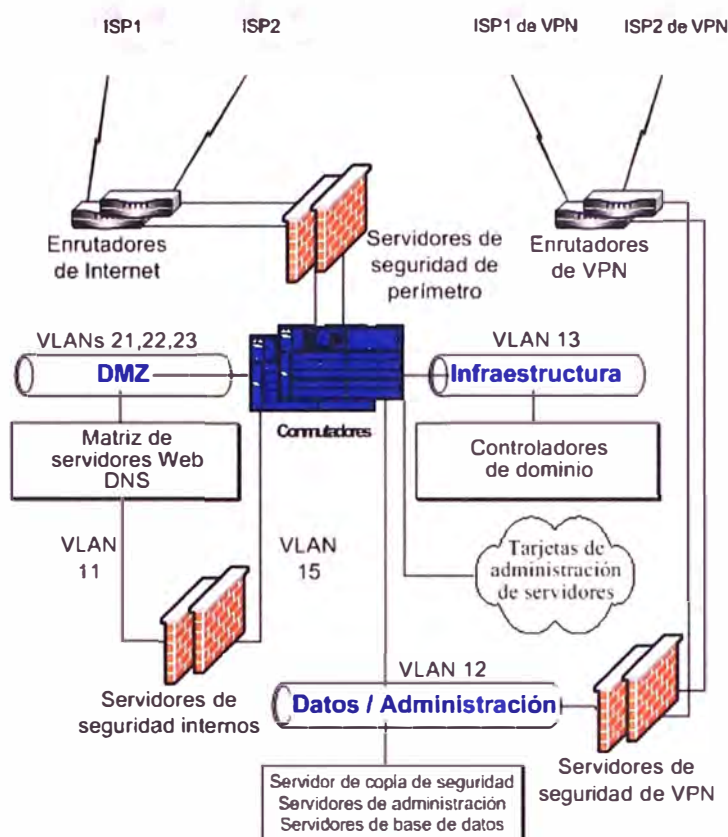 ISP1
ISP2
ISP1 de VPN
ISP2 de VPN
Enrutadores
de Internet
Servidores de
seguridad de
perímetro
Enrutadores
de VPN
VLANs 21,22,23
DMZ
VLAN 13
Infraestructura
Conmutadores
Matriz de
servidores Web
DNS
Controladores
de dominio
VLAN
11
VLAN
15
Tarjetas de
administración
de servidores
Servidores de
seguridad internos
VLAN 12
Datos / Administración
Servidores de
seguridad de VPN
Servidor de copia de seguridad
Servidores de administración
Servidores de base de datos